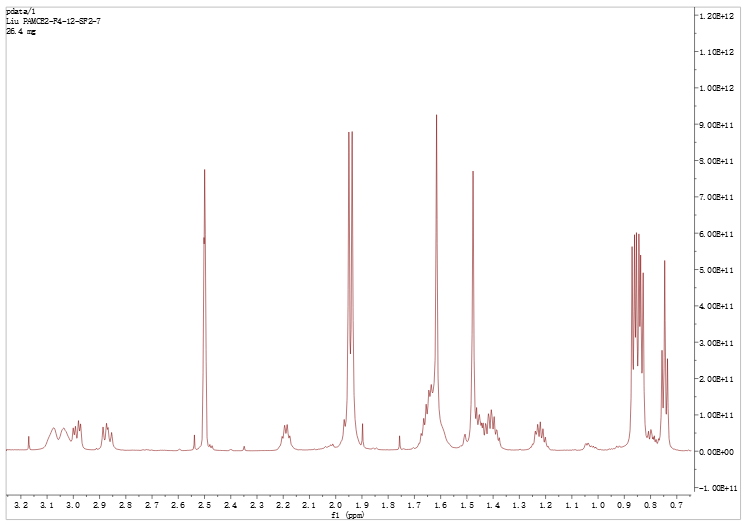 pdata/1
Liu PAMCE2-F4-12-SF2-7
26.4 mg
1.20E+12
1.10E+12
1.00E+12
9.00E+11
8.00E+11
7.00E+11
6.00E+11
5.00E+11
4.00E+11
3.00E+11
2.00E+11
1.00E+11
0.00E+00
-1.00E+11
3.2 3.1 3.0 2.9 2.8 2.7 2.6 2.5 2.4 2.3 2.2 2.1 2.0 1.9 1.8 1.7 1.6 1.5 1.4 1.3 1.2 1.1 1.0 0.9 0.8 0.7
f1 (ppm)